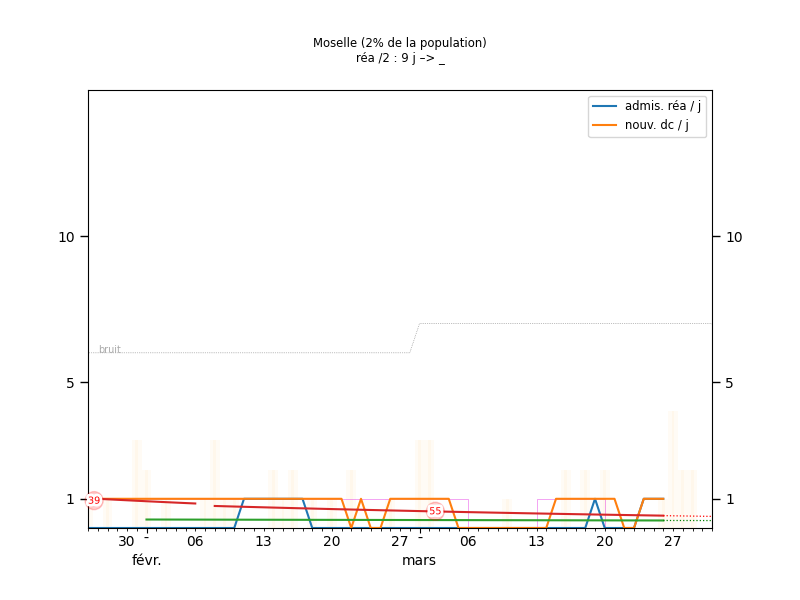 Moselle (2% de la population)
réa /2 : 9 j –> _
admis. réa / j
nouv. dc / j
10 10
bruit
5 5
1 39 1
55
30 - 06 13 20 27 - 06 13 20 27
févr. mars